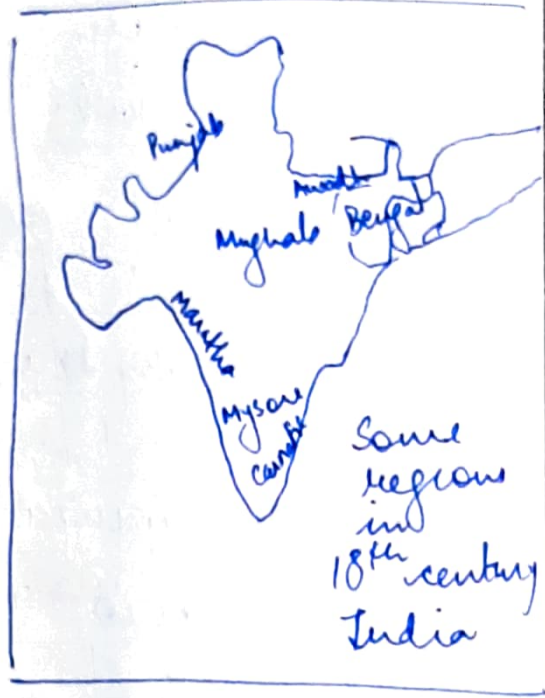 Punjab
Awadh
Bengal
Mughals
Maratha
Mysore
Carnatic
Some
regions
in
18th century
India